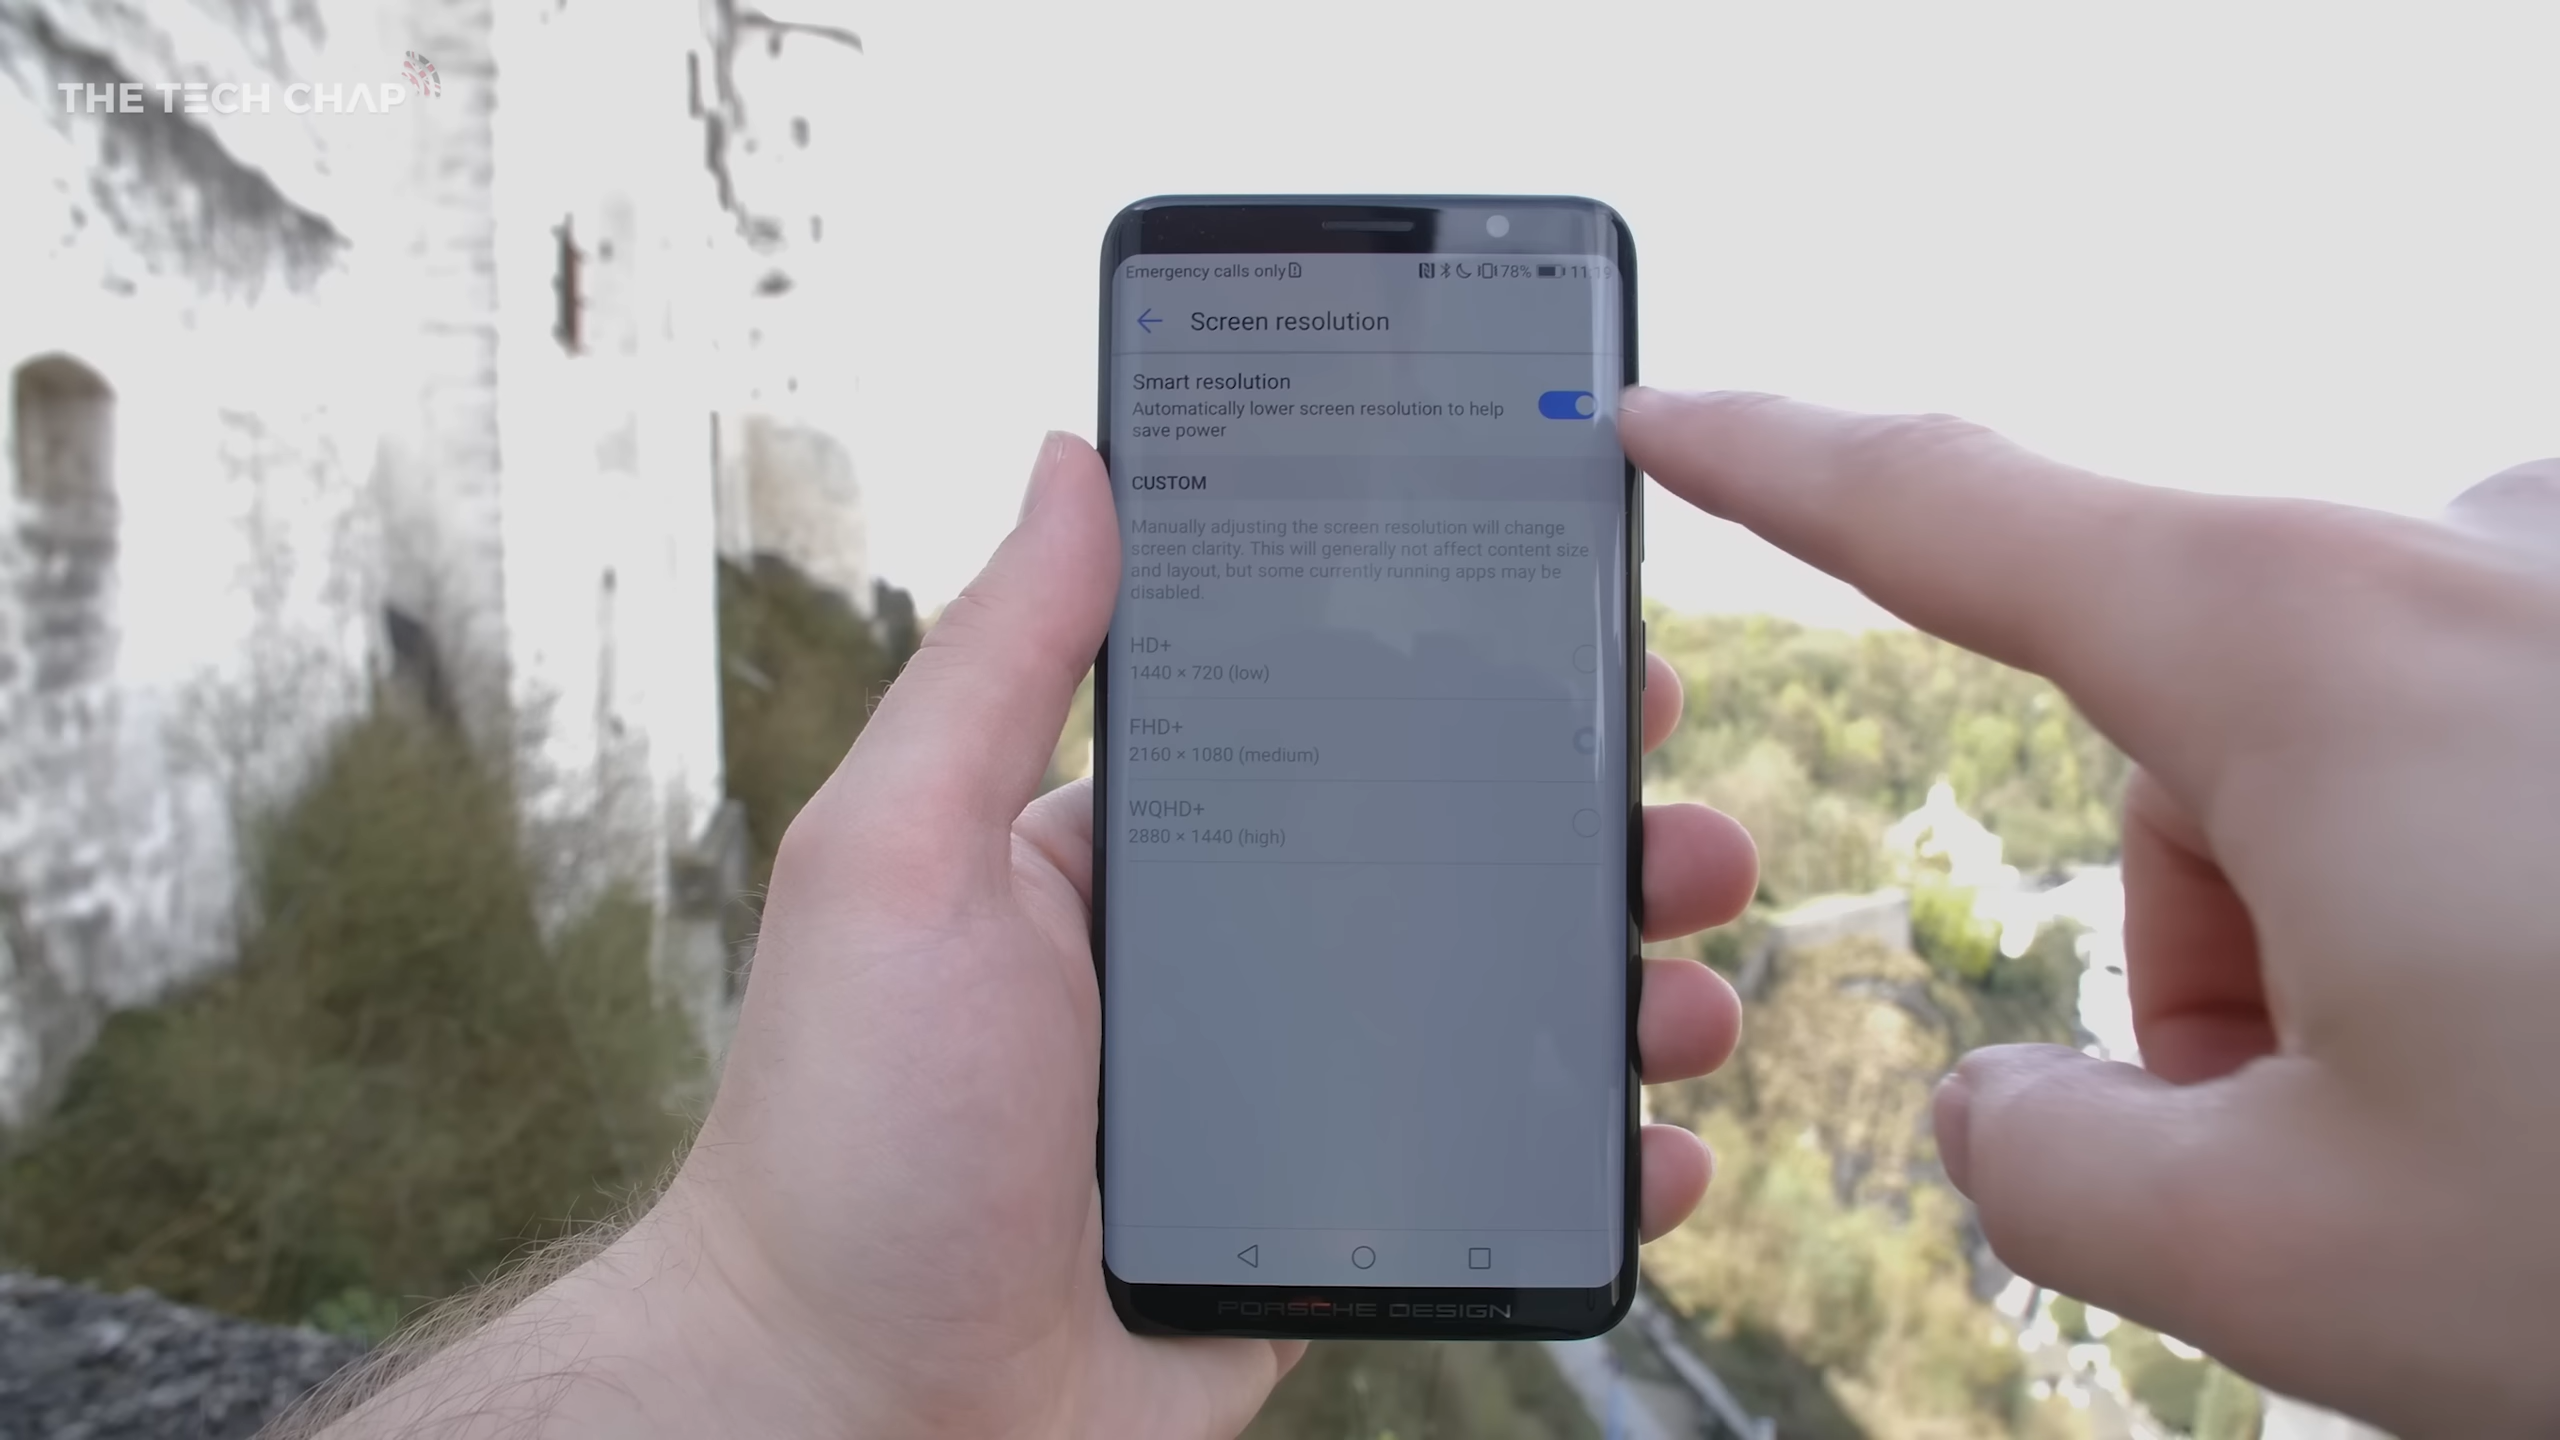 THE TECH CHAP
Emergency calls only 78% 11:19
Screen resolution
Smart resolution
Automatically lower screen resolution to help
save power
CUSTOM
Manually adjusting the screen resolution will change
screen clarity. This will generally not affect content size
and layout, but some currently running apps may be
disabled.
HD+
1440 × 720 (low)
FHD+
2160 × 1080 (medium)
WQHD+
2880 × 1440 (high)
PORSCHE DESIGN